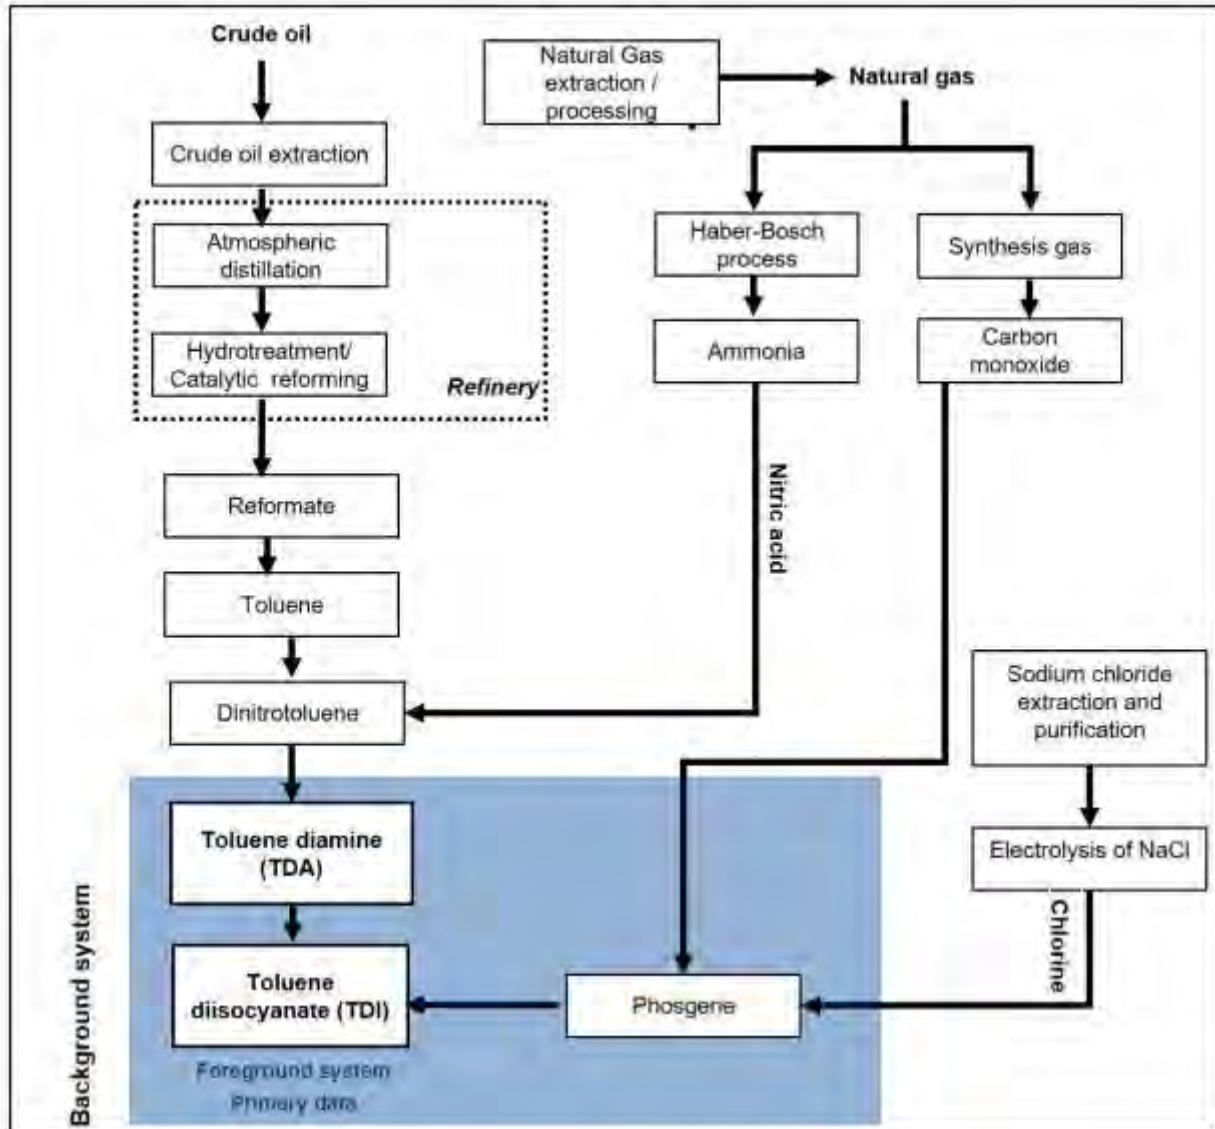 Crude oil
Natural Gas
extraction /
processing
Natural gas
Crude oil extraction
Atmospheric
distillation
Haber-Bosch
process
Synthesis gas
Hydrotreatment/
Catalytic reforming
Refinery
Ammonia
Carbon
monoxide
Nitric acid
Reformate
Toluene
Dinitrotoluene
Sodium chloride
extraction and
purification
Toluene diamine
(TDA)
Electrolysis of NaCl
Chlorine
Toluene
diisocyanate (TDI)
Phosgene
Foreground system
Primary data
Background system